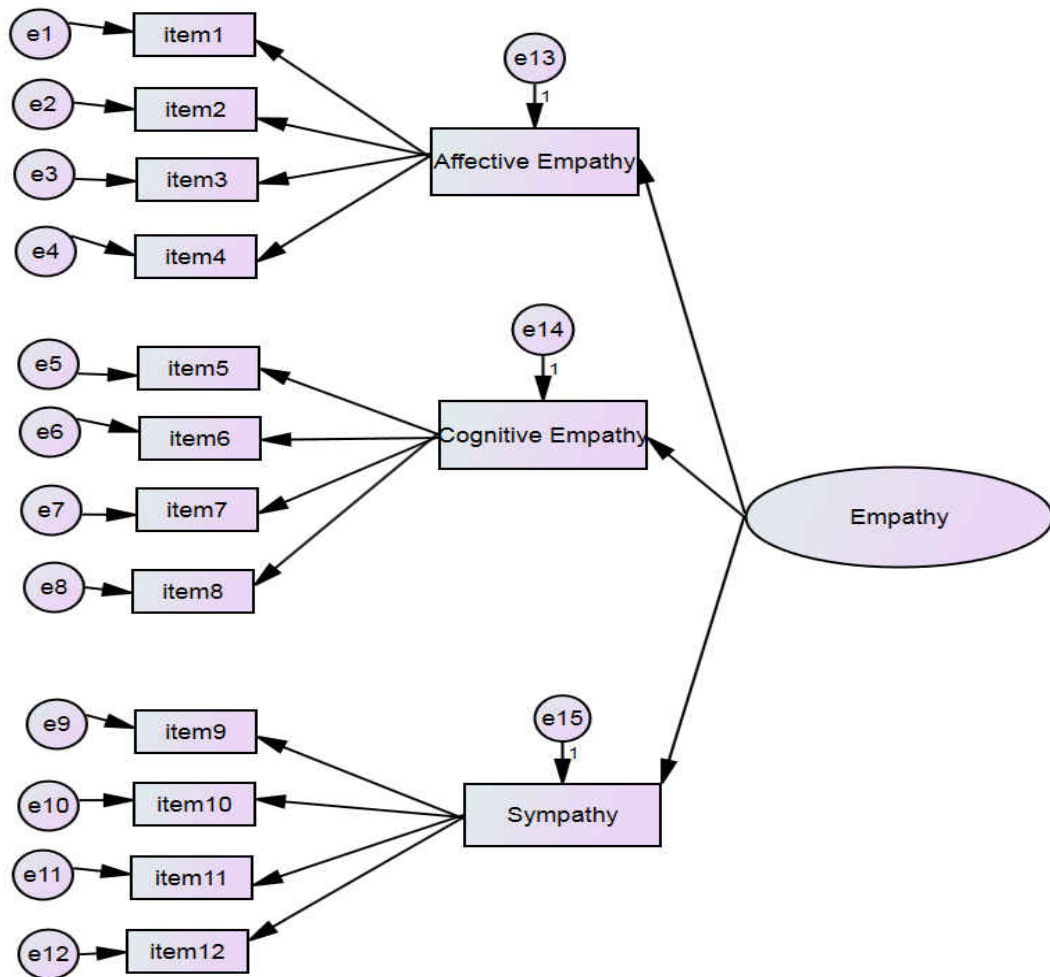 e1
item1
e13
1
e2
item2
Affective Empathy
e3
item3
e4
item4
e14
1
e5
item5
e6
item6
Cognitive Empathy
e7
item7
Empathy
e8
item8
e9
item9
e15
1
e10
item10
Sympathy
e11
item11
e12
item12